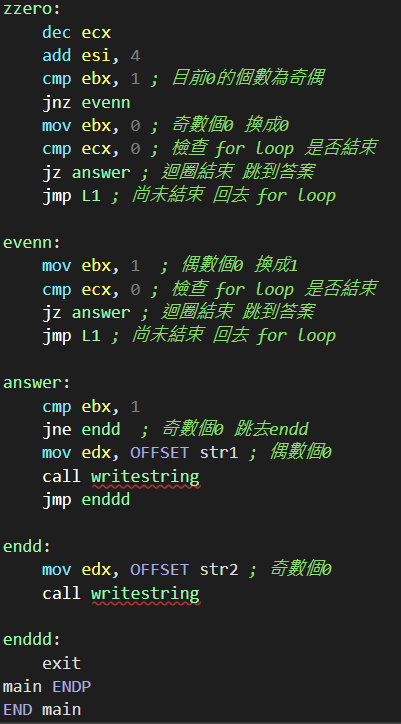 zzero:
dec ecx
add esi, 4
cmp ebx, 1 ; 目前0的個數為奇偶
jnz evenn
mov ebx, 0 ; 奇數個0 換成0
cmp ecx, 0 ; 檢查 for loop 是否結束
jz answer ; 迴圈結束 跳到答案
jmp L1 ; 尚未結束 回去 for loop
evenn:
mov ebx, 1  ; 偶數個0 換成1
cmp ecx, 0 ; 檢查 for loop 是否結束
jz answer ; 迴圈結束 跳到答案
jmp L1 ; 尚未結束 回去 for loop
answer:
cmp ebx, 1
jne endd  ; 奇數個0 跳去endd
mov edx, OFFSET str1 ; 偶數個0
call writestring
jmp enddd
endd:
mov edx, OFFSET str2 ; 奇數個0
call writestring
enddd:
exit
main ENDP
END main